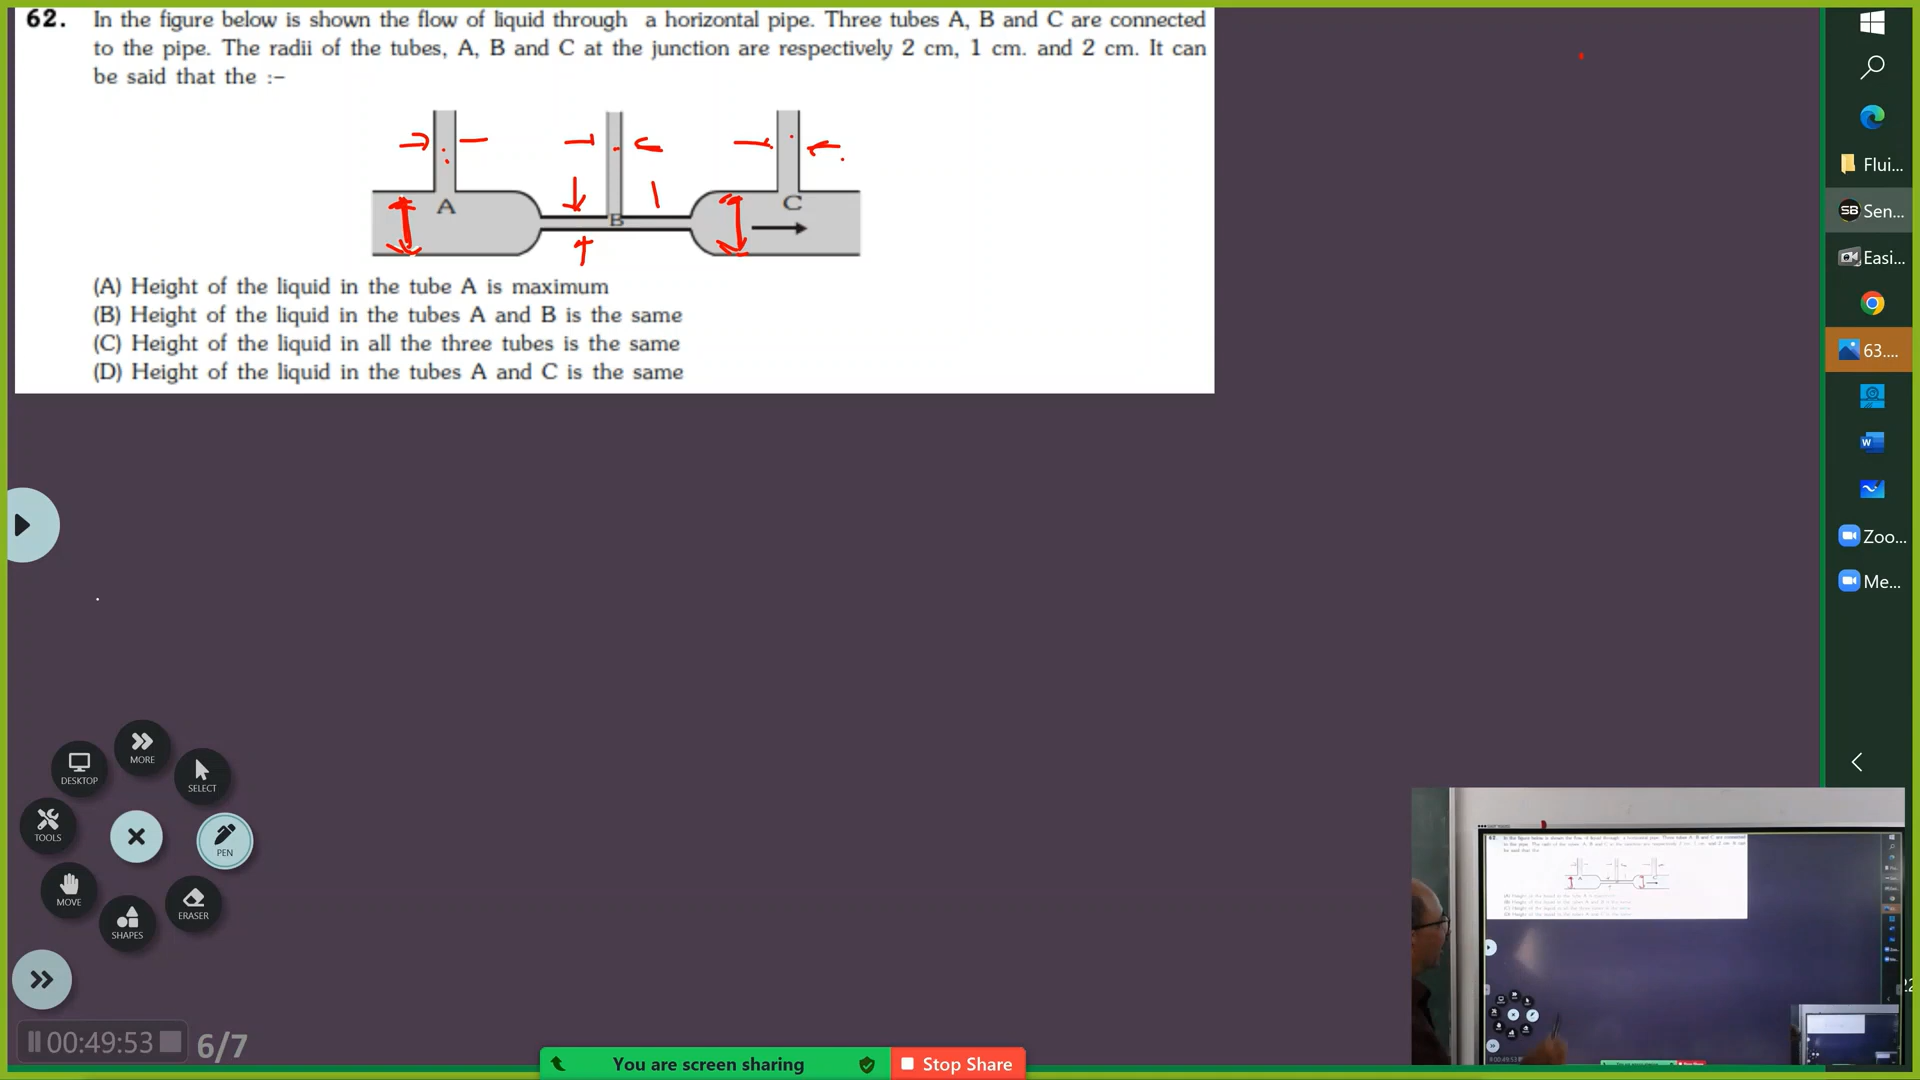 62. In the figure below is shown the flow of liquid through a horizontal pipe. Three tubes A, B and C are connected
to the pipe. The radii of the tubes, A, B and C at the junction are respectively 2 cm, 1 cm. and 2 cm. It can
be said that the :-
A
B
C
(A) Height of the liquid in the tube A is maximum
(B) Height of the liquid in the tubes A and B is the same
(C) Height of the liquid in all the three tubes is the same
(D) Height of the liquid in the tubes A and C is the same
Flui...
SB Sen...
Easi...
63....
W
Zoo...
Me...
MORE
DESKTOP
SELECT
TOOLS
PEN
MOVE
ERASER
SHAPES
00:49:53
6/7
You are screen sharing
Stop Share